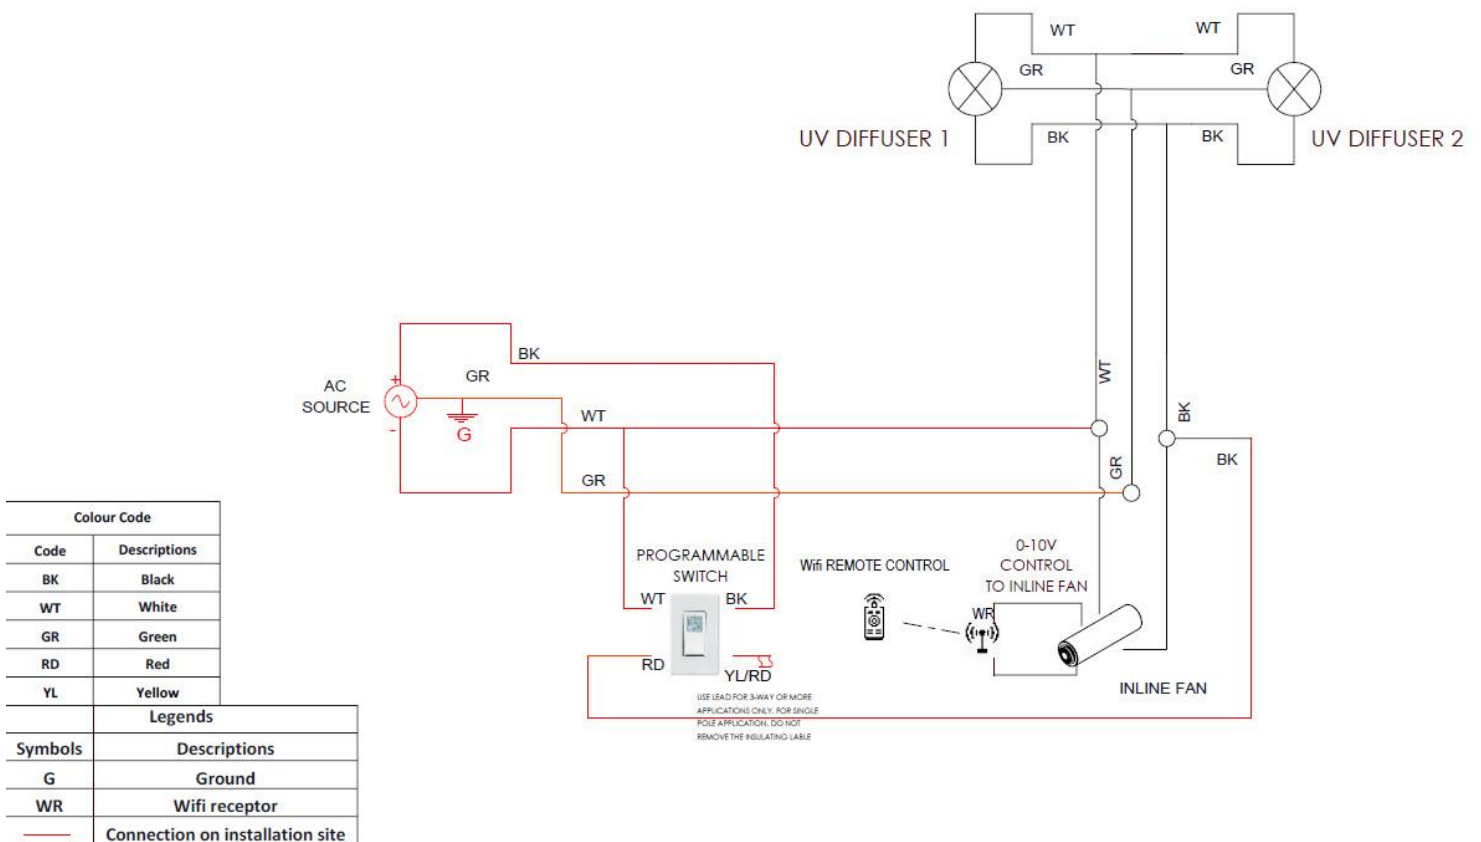 WT
WT
GR
GR
UV DIFFUSER 1
BK
BK
UV DIFFUSER 2
BK
AC
SOURCE
+
-
GR
G
WT
WT
BK
BK
GR
GR
PROGRAMMABLE
SWITCH
WT
BK
RD
YL/RD
USE LEAD FOR 3-WAY OR MORE
APPLICATIONS ONLY. FOR SINGLE
POLE APPLICATION. DO NOT
REMOVE THE INSULATING LABLE
Wifi REMOTE CONTROL
0-10V
CONTROL
TO INLINE FAN
WR
INLINE FAN
Colour Code
Code Descriptions
BK Black
WT White
GR Green
RD Red
YL Yellow
Legends
Symbols Descriptions
G Ground
WR Wifi receptor
Connection on installation site